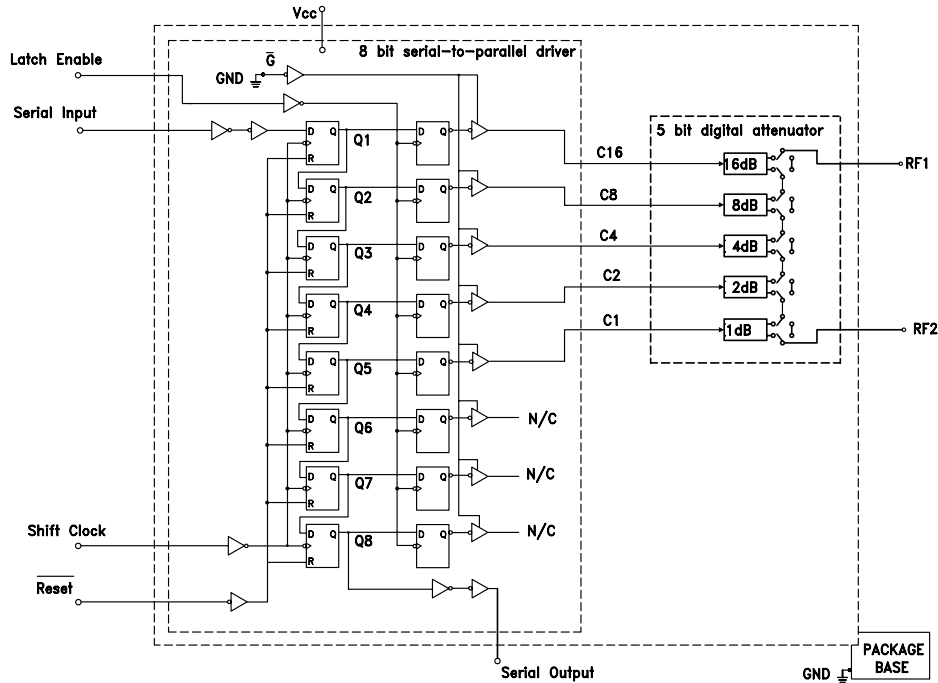 Vcc
8 bit serial-to-parallel driver
Latch Enable
G
GND
Serial Input
D Q
R
Q1
D Q
C16
5 bit digital attenuator
16dB
RF1
D Q
R
Q2
D Q
C8
8dB
D Q
R
Q3
D Q
C4
4dB
D Q
R
Q4
D Q
C2
2dB
D Q
R
Q5
D Q
C1
1dB
RF2
D Q
R
Q6
D Q
N/C
D Q
R
Q7
D Q
N/C
Shift Clock
D Q
R
Q8
D Q
N/C
Reset
Serial Output
GND
PACKAGE
BASE